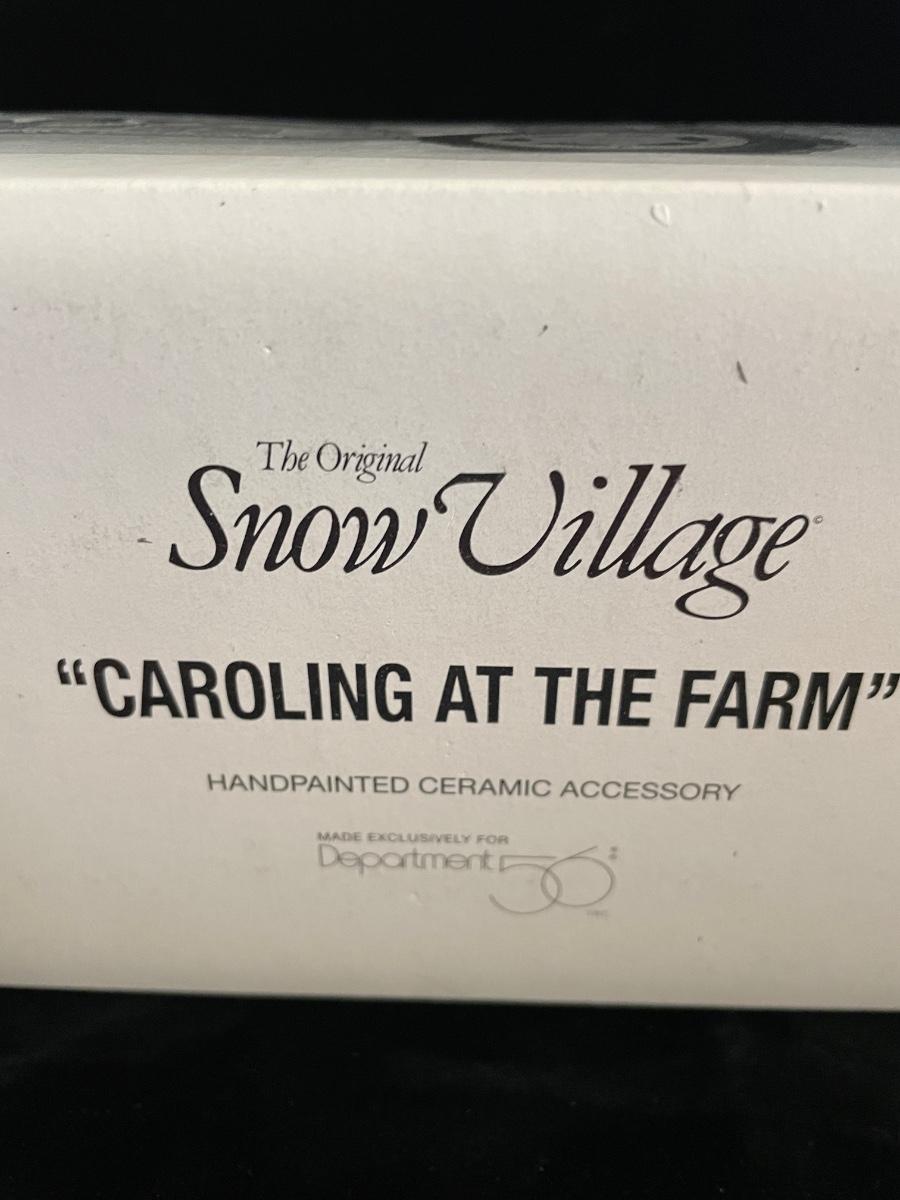 The Original
Snow Village©
“CAROLING AT THE FARM”
HANDPAINTED CERAMIC ACCESSORY
MADE EXCLUSIVELY FOR
Department 56